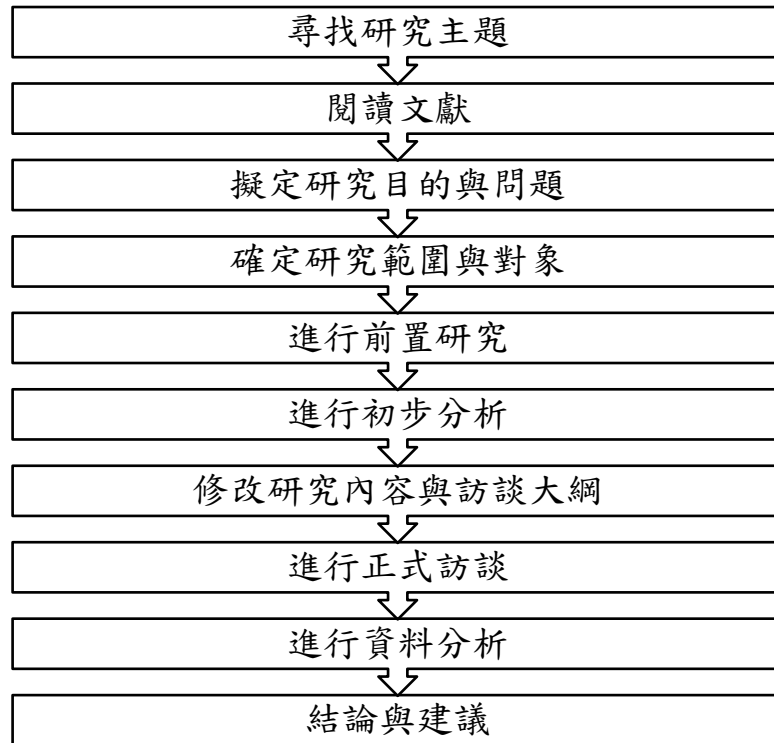 尋找研究主題
閱讀文獻
擬定研究目的與問題
確定研究範圍與對象
進行前置研究
進行初步分析
修改研究內容與訪談大綱
進行正式訪談
進行資料分析
結論與建議